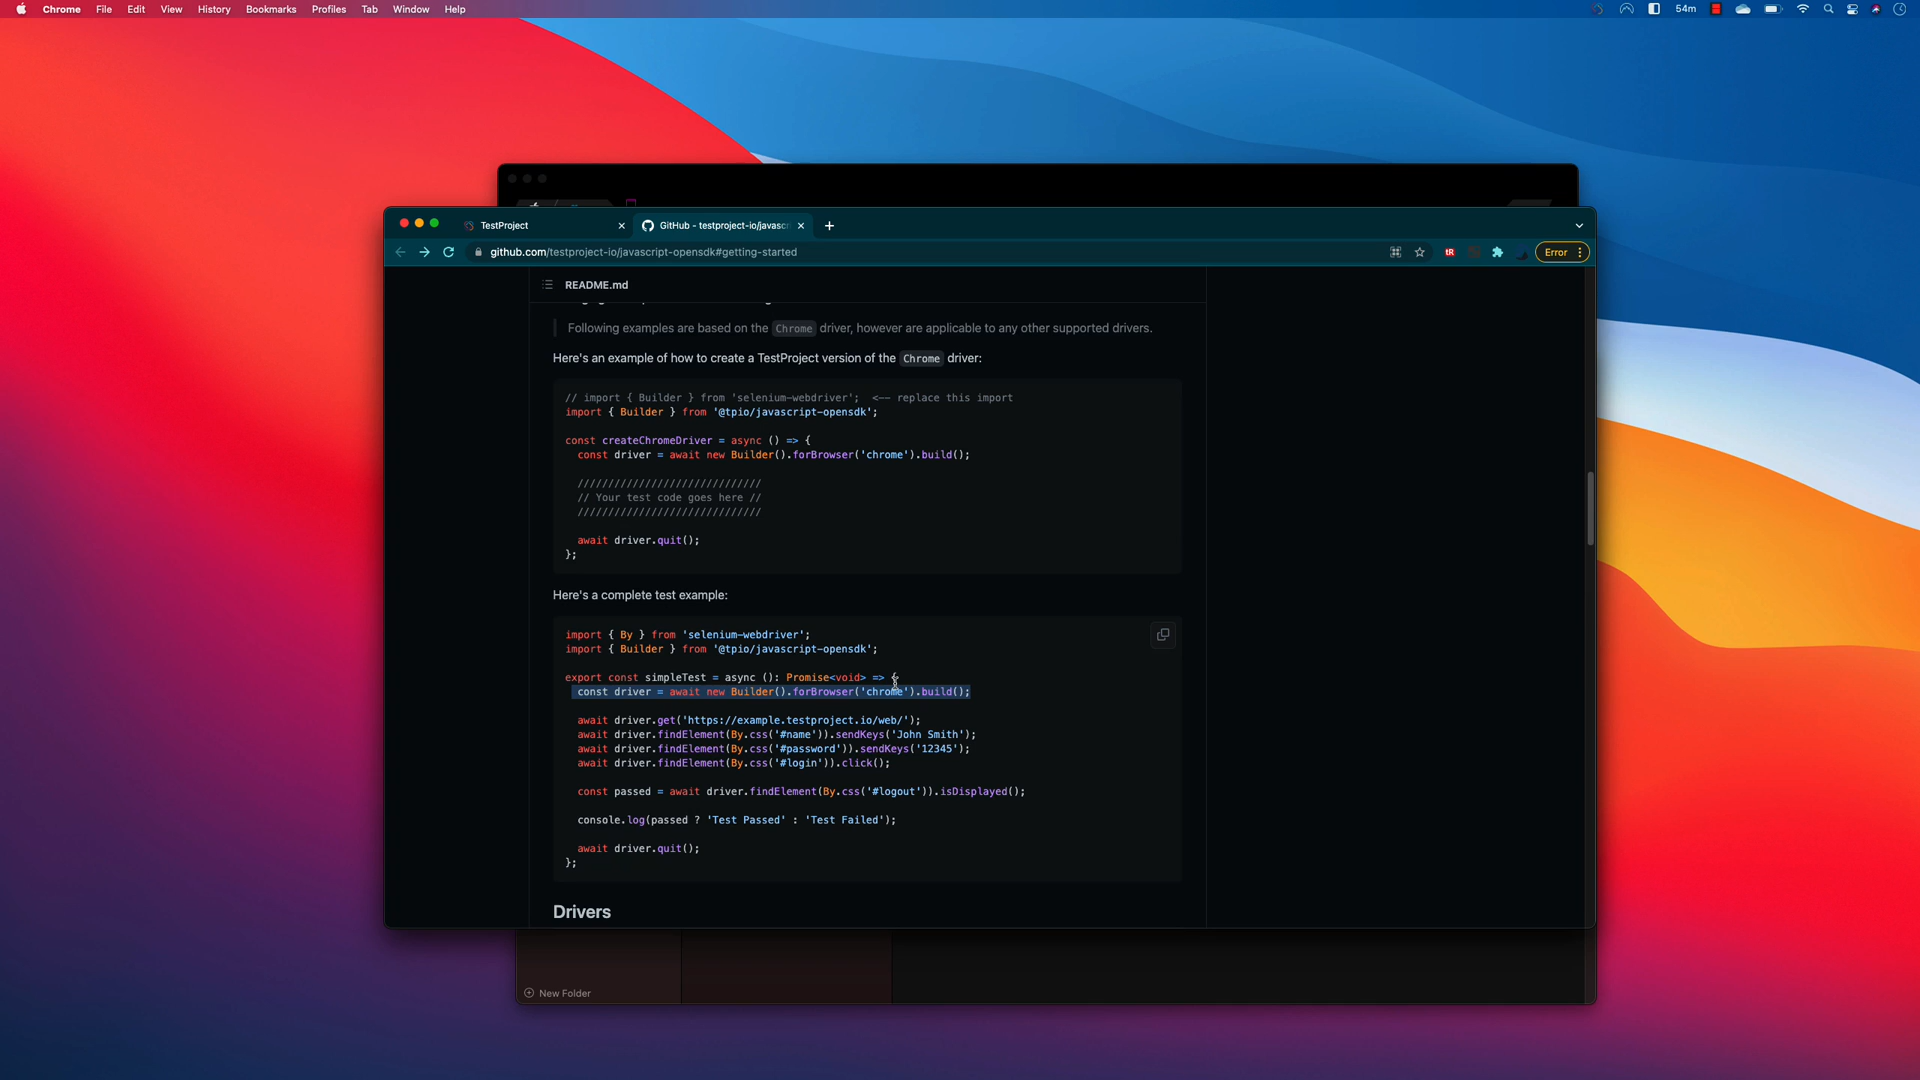 Chrome File Edit View History Bookmarks Profiles Tab Window Help
54m
TestProject
GitHub - testproject-io/javascr
github.com/testproject-io/javascript-opensdk#getting-started
tR
Error
README.md
Following examples are based on the Chrome driver, however are applicable to any other supported drivers.
Here's an example of how to create a TestProject version of the Chrome driver:
// import { Builder } from 'selenium-webdriver';  <-- replace this import
import { Builder } from '@tpio/javascript-opensdk';
const createChromeDriver = async () => {
const driver = await new Builder().forBrowser('chrome').build();
//////////////////////////////
// Your test code goes here //
//////////////////////////////
await driver.quit();
};
Here's a complete test example:
import { By } from 'selenium-webdriver';
import { Builder } from '@tpio/javascript-opensdk';
export const simpleTest = async (): Promise<void> => {
const driver = await new Builder().forBrowser('chrome').build();
await driver.get('https://example.testproject.io/web/');
await driver.findElement(By.css('#name')).sendKeys('John Smith');
await driver.findElement(By.css('#password')).sendKeys('12345');
await driver.findElement(By.css('#login')).click();
const passed = await driver.findElement(By.css('#logout')).isDisplayed();
console.log(passed ? 'Test Passed' : 'Test Failed');
await driver.quit();
};
Drivers
New Folder